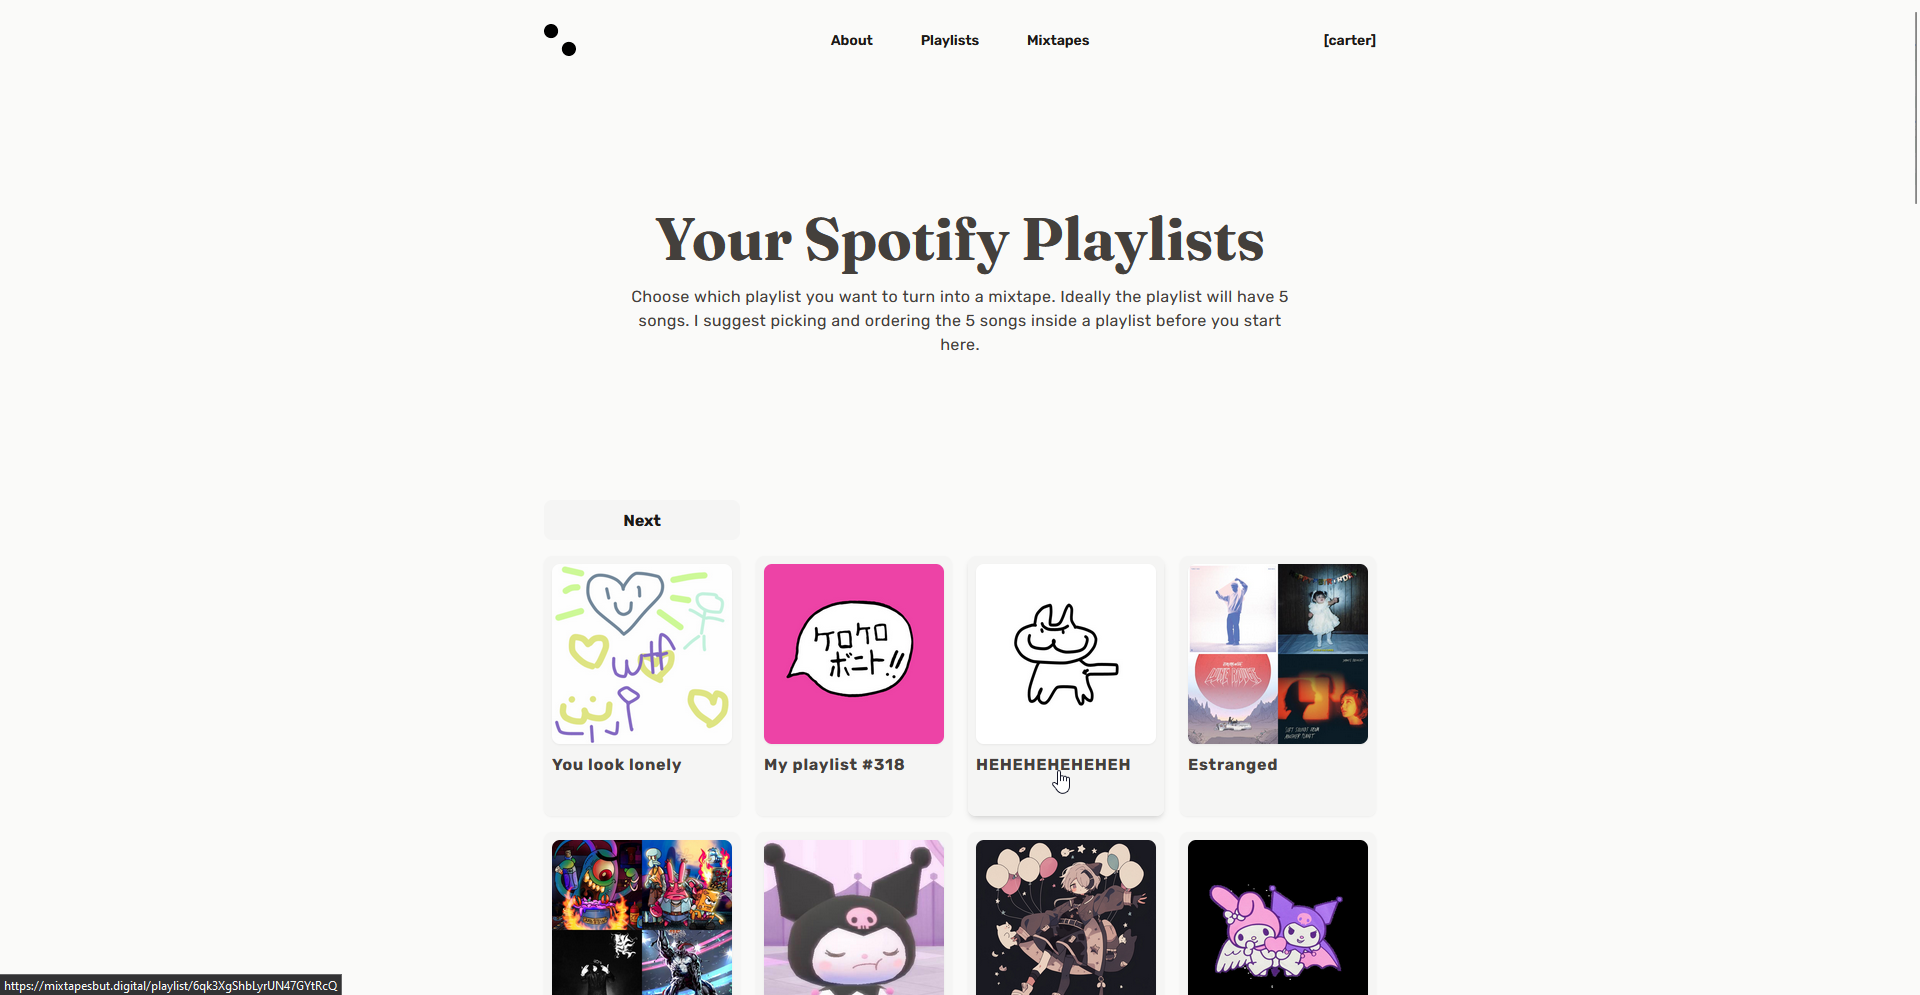 About
Playlists
Mixtapes
[carter]
Your Spotify Playlists
Choose which playlist you want to turn into a mixtape. Ideally the playlist will have 5
songs. I suggest picking and ordering the 5 songs inside a playlist before you start
here.
Next
wtf
ケロケロ
ボニート!!
You look lonely
My playlist #318
HEHEHEHEHEHEH
Estranged
https://mixtapesbut.digital/playlist/6qk3XgShbLyrUN47GYtRcQ